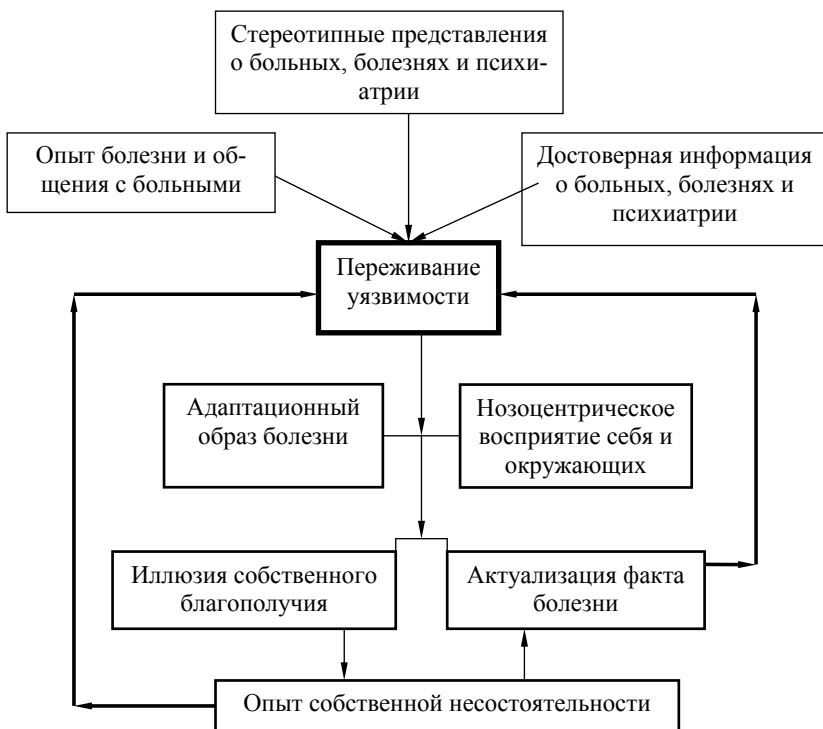 Стереотипные представления
о больных, болезнях и психи-
атрии
Опыт болезни и об-
щения с больными
Достоверная информация
о больных, болезнях и
психиатрии
Переживание
уязвимости
Адаптационный
образ болезни
Нозоцентрическое
восприятие себя и
окружающих
Иллюзия собственного
благополучия
Актуализация факта
болезни
Опыт собственной несостоятельности